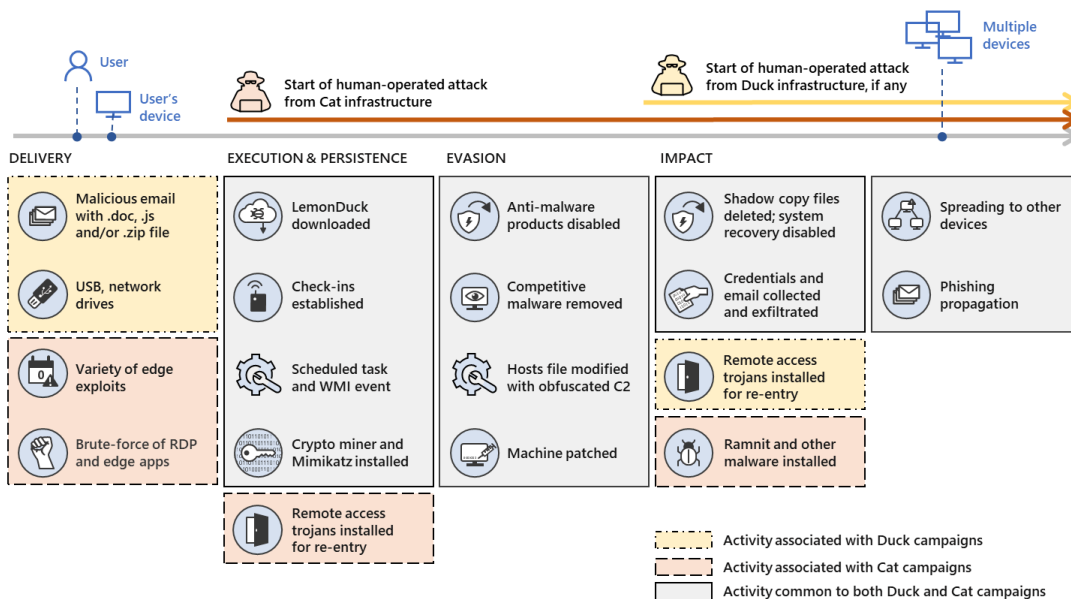 User
User's
device
Start of human-operated attack
from Cat infrastructure
Start of human-operated attack
from Duck infrastructure, if any
Multiple
devices
DELIVERY
EXECUTION & PERSISTENCE
EVASION
IMPACT
Malicious email
with .doc, .js
and/or .zip file
USB, network
drives
Variety of edge
exploits
Brute-force of RDP
and edge apps
LemonDuck
downloaded
Check-ins
established
Scheduled task
and WMI event
Crypto miner and
Mimikatz installed
Remote access
trojans installed
for re-entry
Anti-malware
products disabled
Competitive
malware removed
Hosts file modified
with obfuscated C2
Machine patched
Shadow copy files
deleted; system
recovery disabled
Credentials and
email collected
and exfiltrated
Remote access
trojans installed
for re-entry
Ramnit and other
malware installed
Spreading to other
devices
Phishing
propagation
Activity associated with Duck campaigns
Activity associated with Cat campaigns
Activity common to both Duck and Cat campaigns